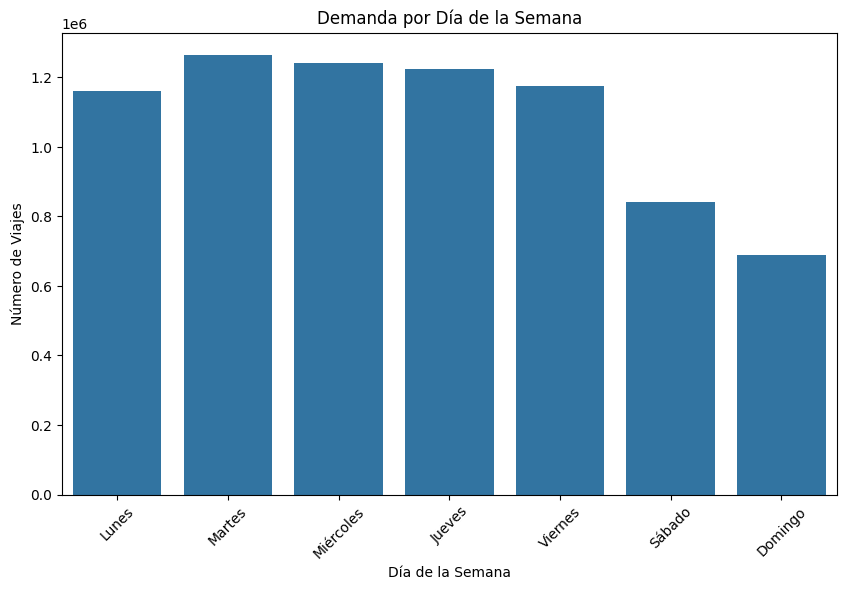 Demanda por Día de la Semana
1e6
Número de Viajes
1.2
1.0
0.8
0.6
0.4
0.2
0.0
Lunes
Martes
Miércoles
Jueves
Viernes
Sábado
Domingo
Día de la Semana